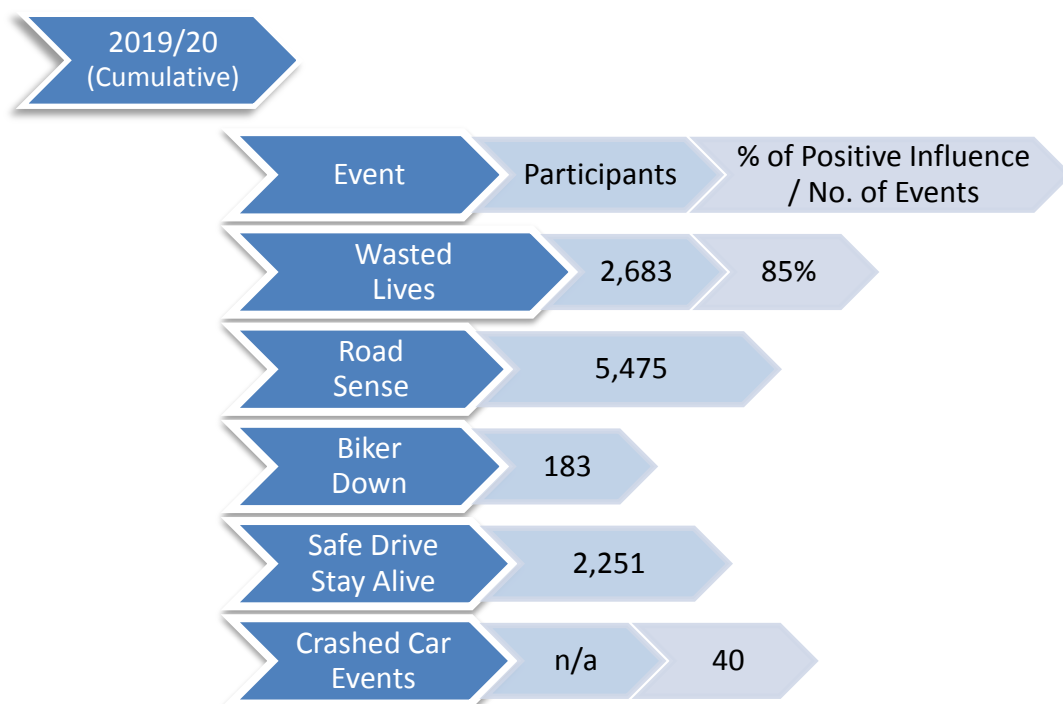 2019/20
(Cumulative)
Event
Participants
% of Positive Influence
/ No. of Events
Wasted
Lives
2,683
85%
Road
Sense
5,475
Biker
Down
183
Safe Drive
Stay Alive
2,251
Crashed Car
Events
n/a
40